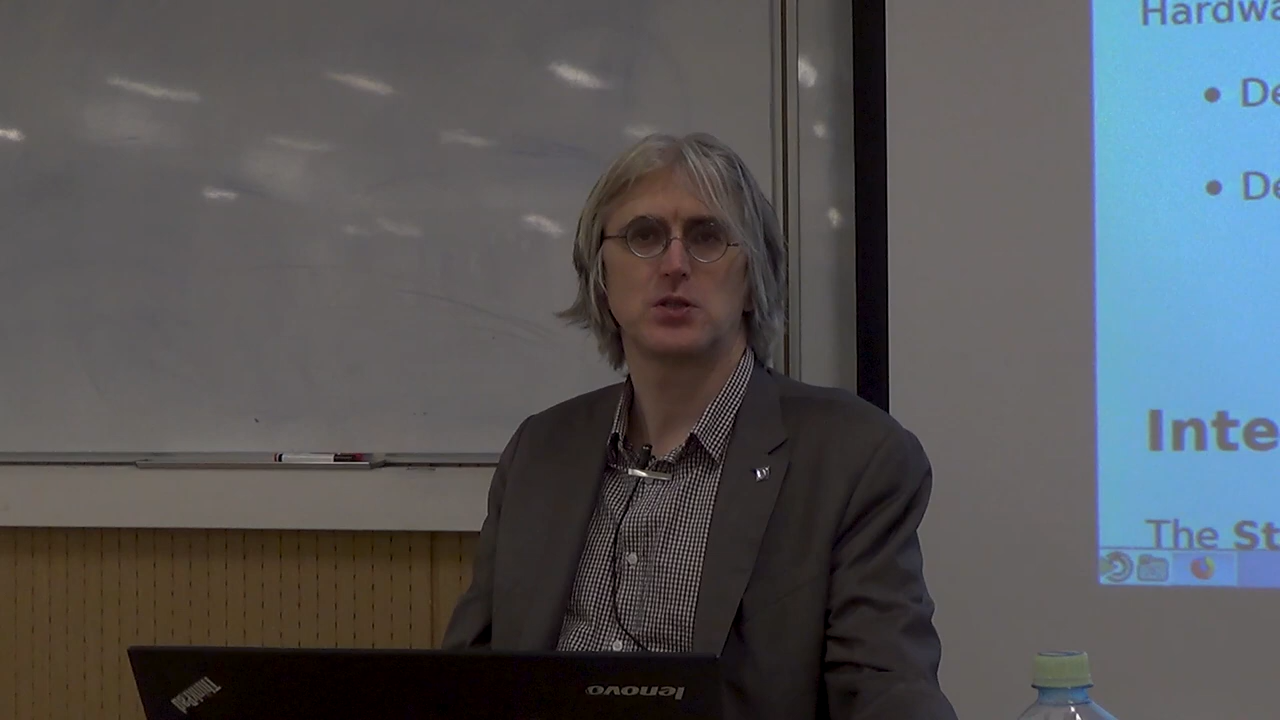 Hardwa
De
De
Inte
The St
ThinkPad
lenovo